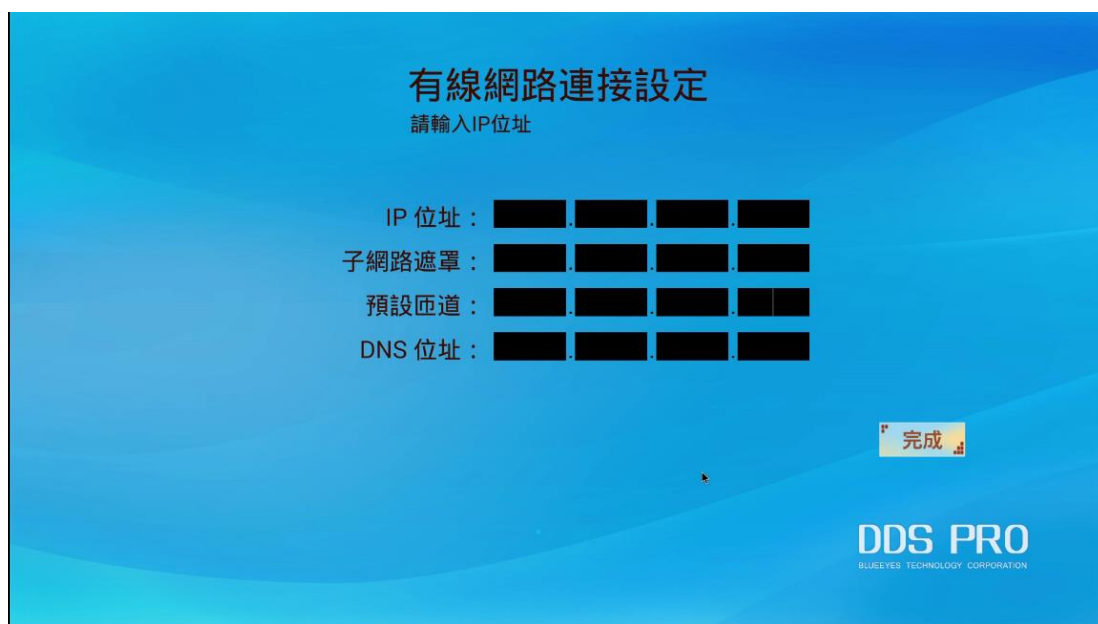 有線網路連接設定
請輸入IP位址
IP 位址： . . .
子網路遮罩： . . .
預設匝道： . . .
DNS 位址： . . .
完成
DDS PRO
BLUEEYES TECHNOLOGY CORPORATION